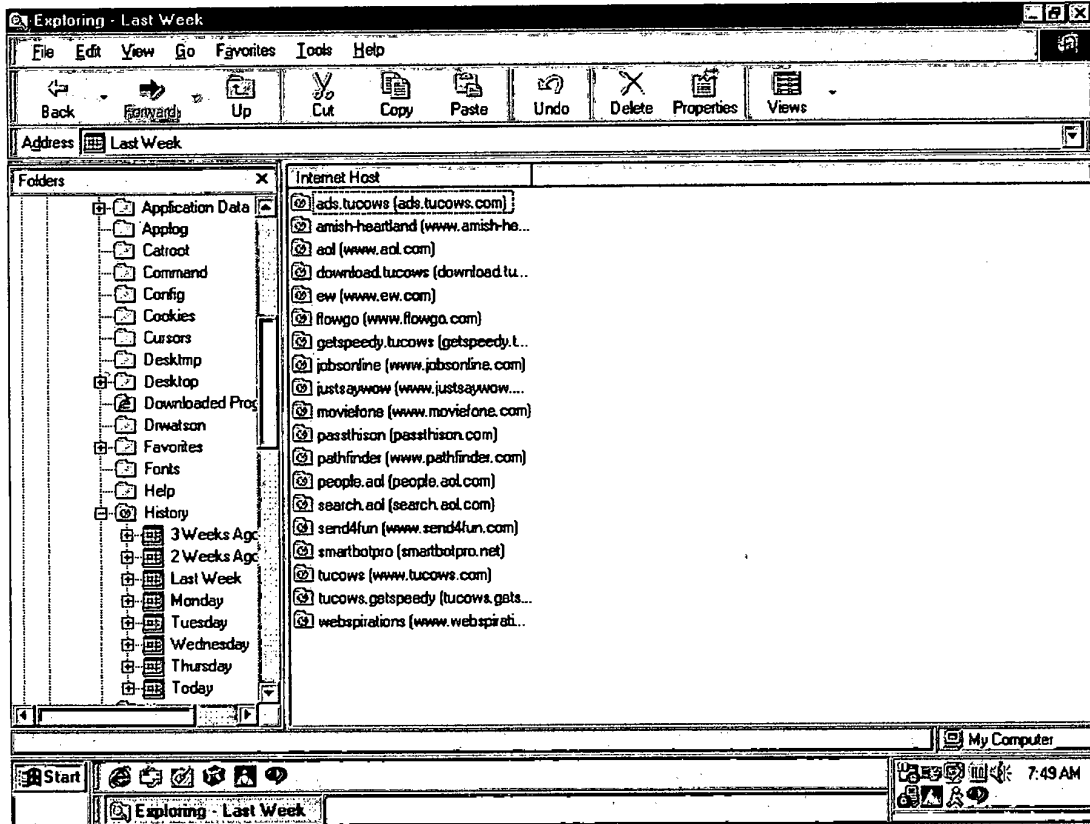 Exploring - Last Week
File Edit View Go Favorites Tools Help
Back Forward Up Cut Copy Paste Undo Delete Properties Views
Address Last Week
Folders
Application Data
Applog
Catroot
Command
Config
Cookies
Cursors
Desktmp
Desktop
Downloaded Prog
Drwatson
Favorites
Fonts
Help
History
3 Weeks Ago
2 Weeks Ago
Last Week
Monday
Tuesday
Wednesday
Thursday
Today
Internet Host
ads.tucows (ads.tucows.com)
amish-heartland (www.amish-he...
aol (www.aol.com)
download.tucows (download.tu...
ew (www.ew.com)
flowgo (www.flowgo.com)
getspeedy.tucows (getspeedy.t...
jobsonline (www.jobsonline.com)
justsaywow (www.justsaywow....
moviefone (www.moviefone.com)
passthison (passthison.com)
pathfinder (www.pathfinder.com)
people.aol (people.aol.com)
search.aol (search.aol.com)
send4fun (www.send4fun.com)
smartbotpro (smartbotpro.net)
tucows (www.tucows.com)
tucows.getspeedy (tucows.gets...
webspirations (www.webspirati...
My Computer
Start 7:49 AM
Exploring - Last Week